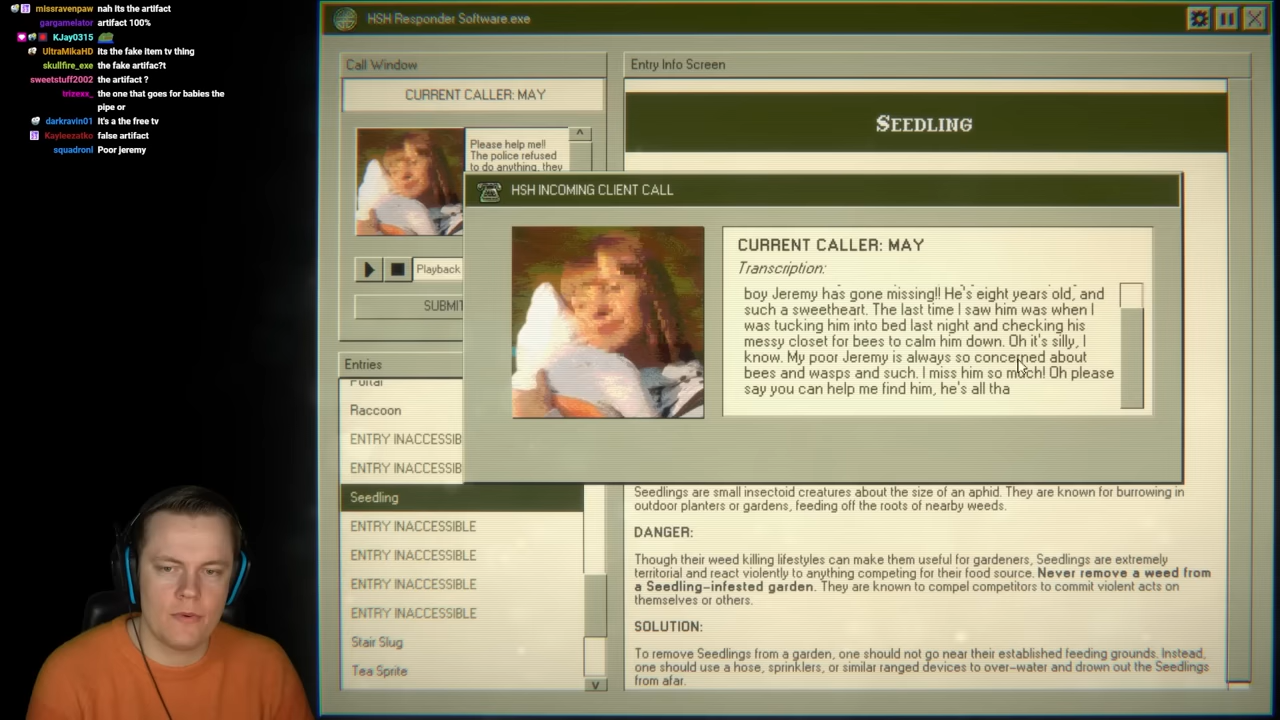 missravenpaw nah its the artifact
gargamelator artifact 100%
KJay0315
UltraMikaHD its the fake item tv thing
skullfire_exe the fake artifac?t
sweetstuff2002 the artifact ?
trizexx_ the one that goes for babies the
pipe or
darkravin01 It's a the free tv
Kayleezatko false artifact
squadronl Poor jeremy
HSH Responder Software.exe
Call Window
CURRENT CALLER: MAY
Please help me!!
The police refused
to do anything, they
Playback
SUBMIT
Entries
Portal
Raccoon
ENTRY INACCESSIB
ENTRY INACCESSIB
Seedling
ENTRY INACCESSIBLE
ENTRY INACCESSIBLE
ENTRY INACCESSIBLE
ENTRY INACCESSIBLE
Stair Slug
Tea Sprite
HSH INCOMING CLIENT CALL
CURRENT CALLER: MAY
Transcription:
boy Jeremy has gone missing!! He's eight years old, and
such a sweetheart. The last time I saw him was when I
was tucking him into bed last night and checking his
messy closet for bees to calm him down. Oh it's silly, I
know. My poor Jeremy is always so concerned about
bees and wasps and such. I miss him so much! Oh please
say you can help me find him, he's all tha
Entry Info Screen
Seedling
Seedlings are small insectoid creatures about the size of an aphid. They are known for burrowing in
outdoor planters or gardens, feeding off the roots of nearby weeds.
DANGER:
Though their weed killing lifestyles can make them useful for gardeners, Seedlings are extremely
territorial and react violently to anything competing for their food source. Never remove a weed from
a Seedling-infested garden. They are known to compel competitors to commit violent acts on
themselves or others.
SOLUTION:
To remove Seedlings from a garden, one should not go near their established feeding grounds. Instead,
one should use a hose, sprinklers, or similar ranged devices to over-water and drown out the Seedlings
from afar.